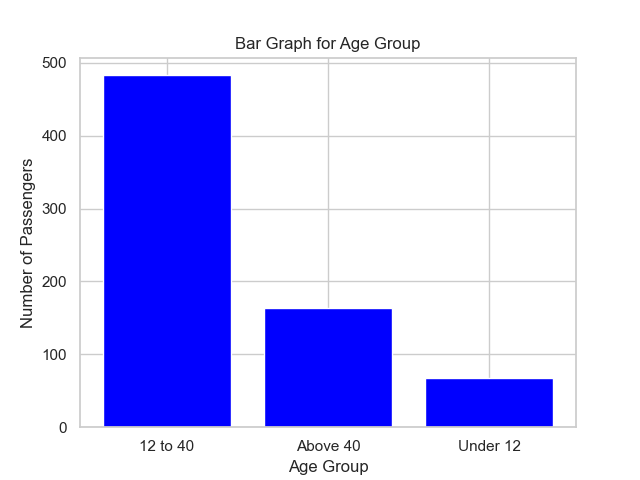 Bar Graph for Age Group
500
400
300
200
100
0
Number of Passengers
12 to 40
Above 40
Under 12
Age Group